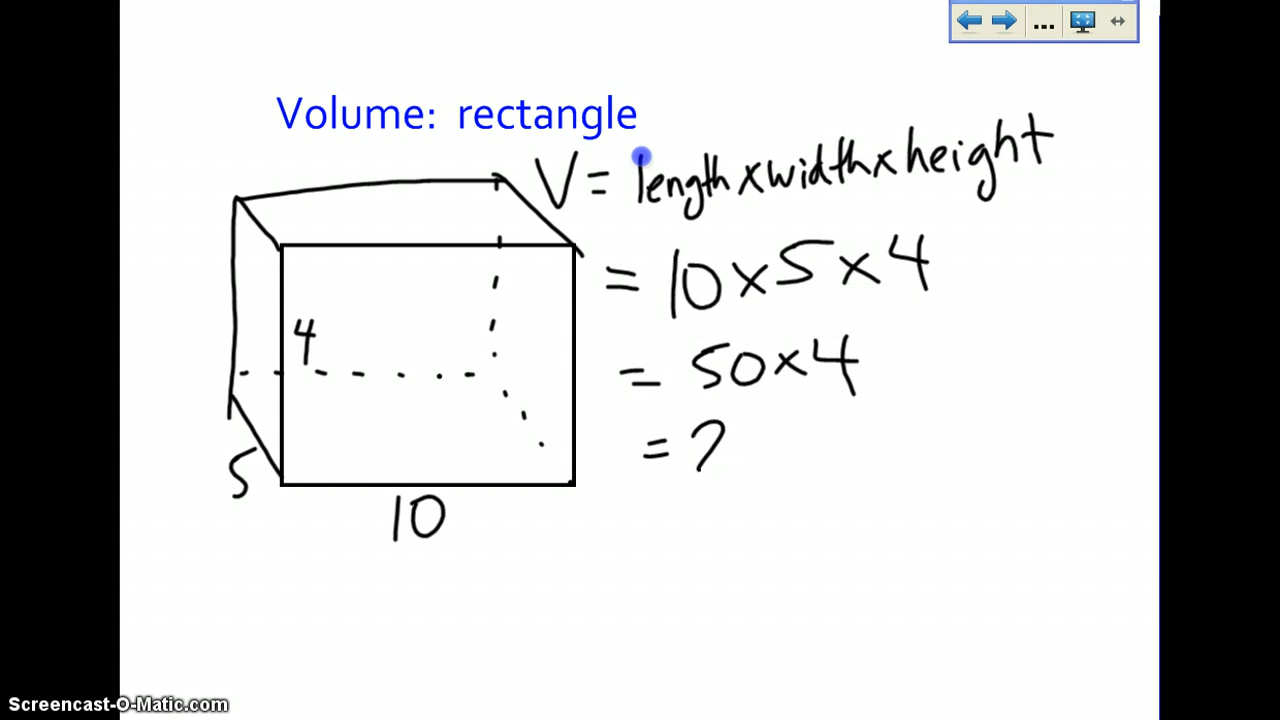 ...
Volume: rectangle
V = length x width x height
= 10 x 5 x 4
4
= 50 x 4
= ?
5
10
Screencast-O-Matic.com